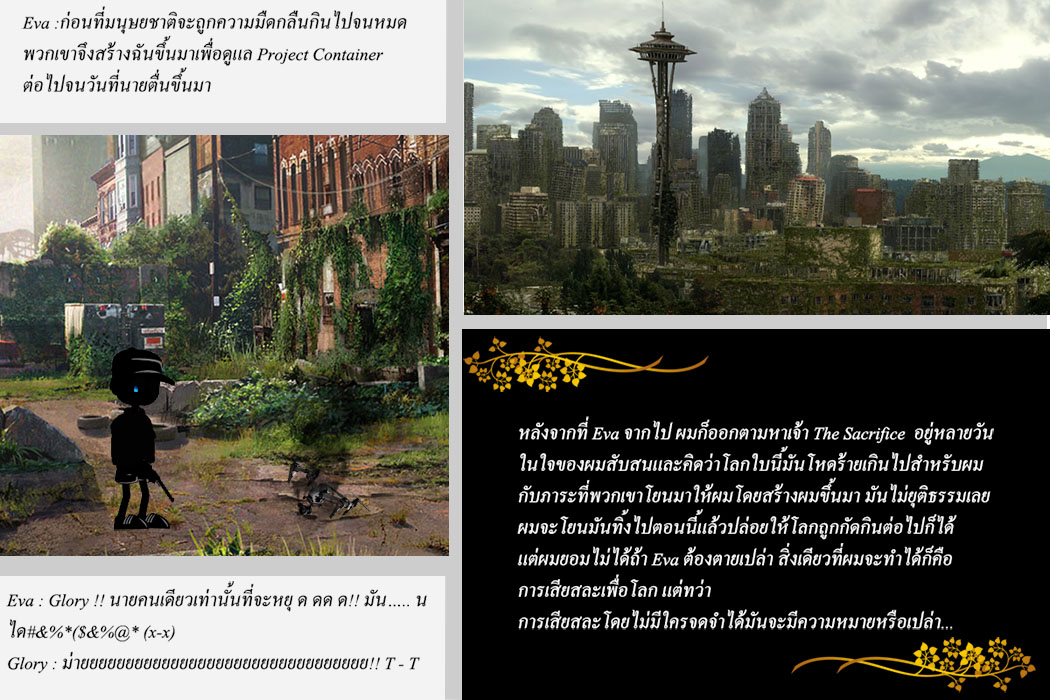 Eva :ก่อนที่มนุษยชาติจะถูกความมืดกลืนกินไปจนหมด
พวกเขาจึงสร้างฉันขึ้นมาเพื่อดูแล Project Container
ต่อไปจนวันที่นายตื่นขึ้นมา
Eva : Glory !! นายคนเดียวเท่านั้นที่จะหยุ ด ดด ด!! มัน..... น
ได#&%*($&%@* (x-x)
Glory : ม่ายยยยยยยยยยยยยยยยยยยยยยยยยยยยยยยยย!! T - T
หลังจากที่ Eva จากไป ผมก็ออกตามหาเจ้า The Sacrifice อยู่หลายวัน
ในใจของผมสับสนและคิดว่าโลกใบนี้มันโหดร้ายเกินไปสำหรับผม
กับภาระที่พวกเขาโยนมาให้ผมโดยสร้างผมขึ้นมา มันไม่ยุติธรรมเลย
ผมจะโยนมันทิ้งไปตอนนี้แล้วปล่อยให้โลกถูกกัดกินต่อไปก็ได้
แต่ผมยอมไม่ได้ถ้า Eva ต้องตายเปล่า สิ่งเดียวที่ผมจะทำได้ก็คือ
การเสียสละเพื่อโลก แต่ทว่า
การเสียสละโดยไม่มีใครจดจำได้มันจะมีความหมายหรือเปล่า...